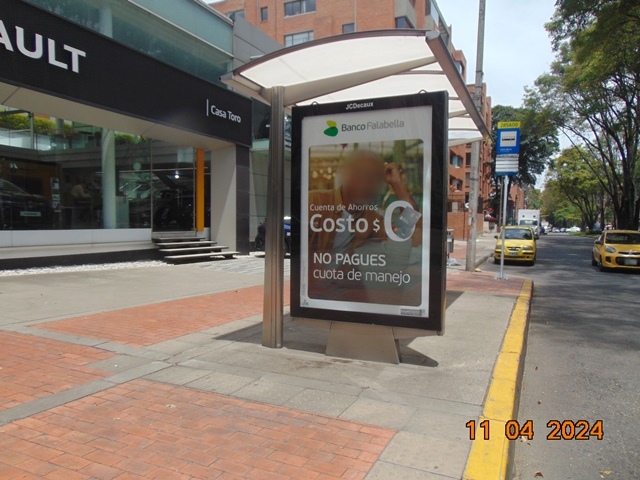 AULT
Casa Toro
JCDecaux
Banco Falabella
Cuenta de Ahorros
Costo $ 0
NO PAGUES
cuota de manejo
11 04 2024